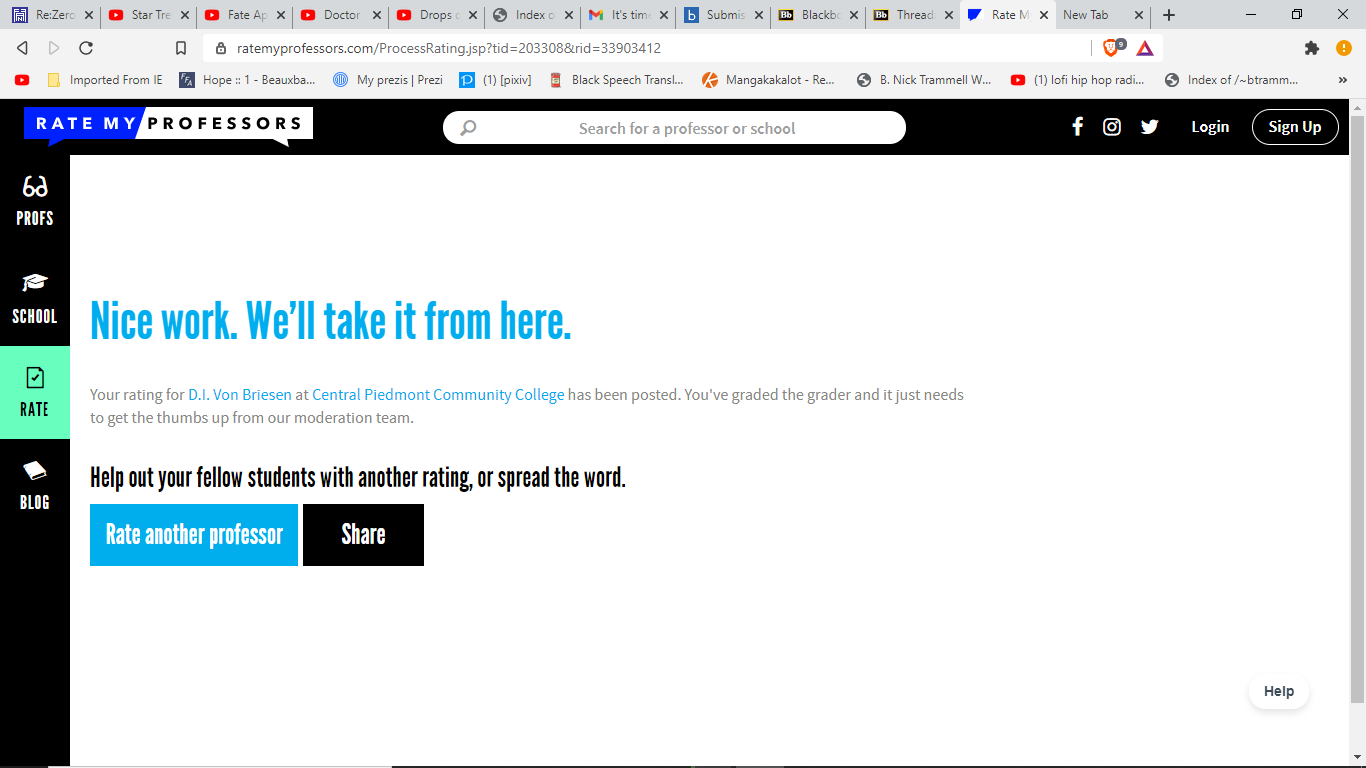 Re:Zero
Star Tre
Fate Ap
Doctor
Drops o
Index o
It's tim
Submis
Blackbo
Thread
Rate M
New Tab
ratemyprofessors.com/ProcessRating.jsp?tid=203308&rid=33903412
9
Imported From IE
Hope :: 1 - Beauxba...
My prezis | Prezi
(1) [pixiv]
Black Speech Transl...
Mangakakalot - Re...
B. Nick Trammell W...
(1) lofi hip hop radi...
Index of /~btramm...
»
RATE MY PROFESSORS
Search for a professor or school
Login
Sign Up
PROFS
SCHOOL
RATE
BLOG
Nice work. We’ll take it from here.
Your rating for D.I. Von Briesen at Central Piedmont Community College has been posted. You've graded the grader and it just needs
to get the thumbs up from our moderation team.
Help out your fellow students with another rating, or spread the word.
Rate another professor
Share
Help